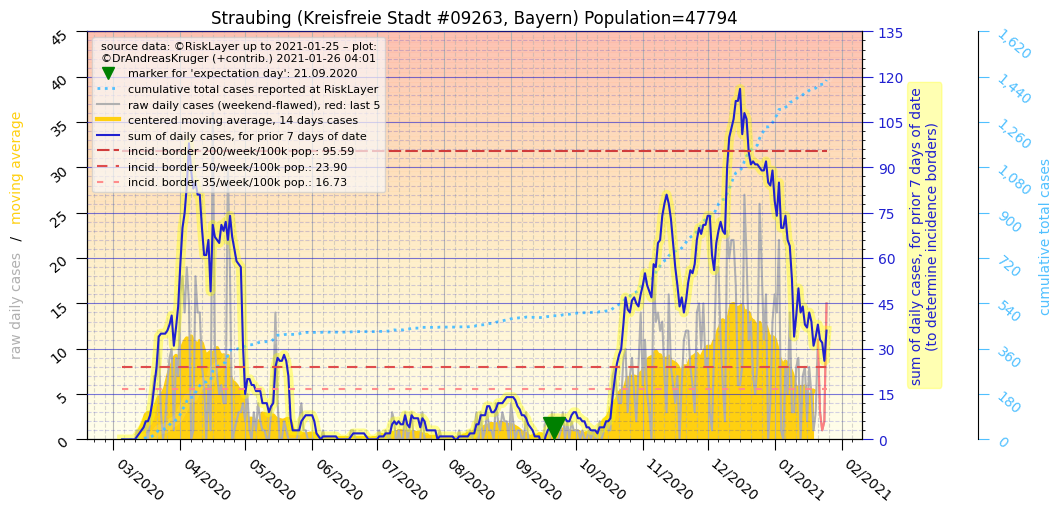 Straubing (Kreisfreie Stadt #09263, Bayern) Population=47794
source data: ©RiskLayer up to 2021-01-25 – plot:
©DrAndreasKruger (+contrib.) 2021-01-26 04:01
marker for 'expectation day': 21.09.2020
cumulative total cases reported at RiskLayer
raw daily cases (weekend-flawed), red: last 5
centered moving average, 14 days cases
sum of daily cases, for prior 7 days of date
incid. border 200/week/100k pop.: 95.59
incid. border 50/week/100k pop.: 23.90
incid. border 35/week/100k pop.: 16.73
raw daily cases / moving average
45
40
35
30
25
20
15
10
5
0
03/2020
04/2020
05/2020
06/2020
07/2020
08/2020
09/2020
10/2020
11/2020
12/2020
01/2021
02/2021
135
120
105
90
75
60
45
30
15
0
sum of daily cases, for prior 7 days of date
(to determine incidence borders)
1,620
1,440
1,260
1,080
900
720
540
360
180
0
cumulative total cases